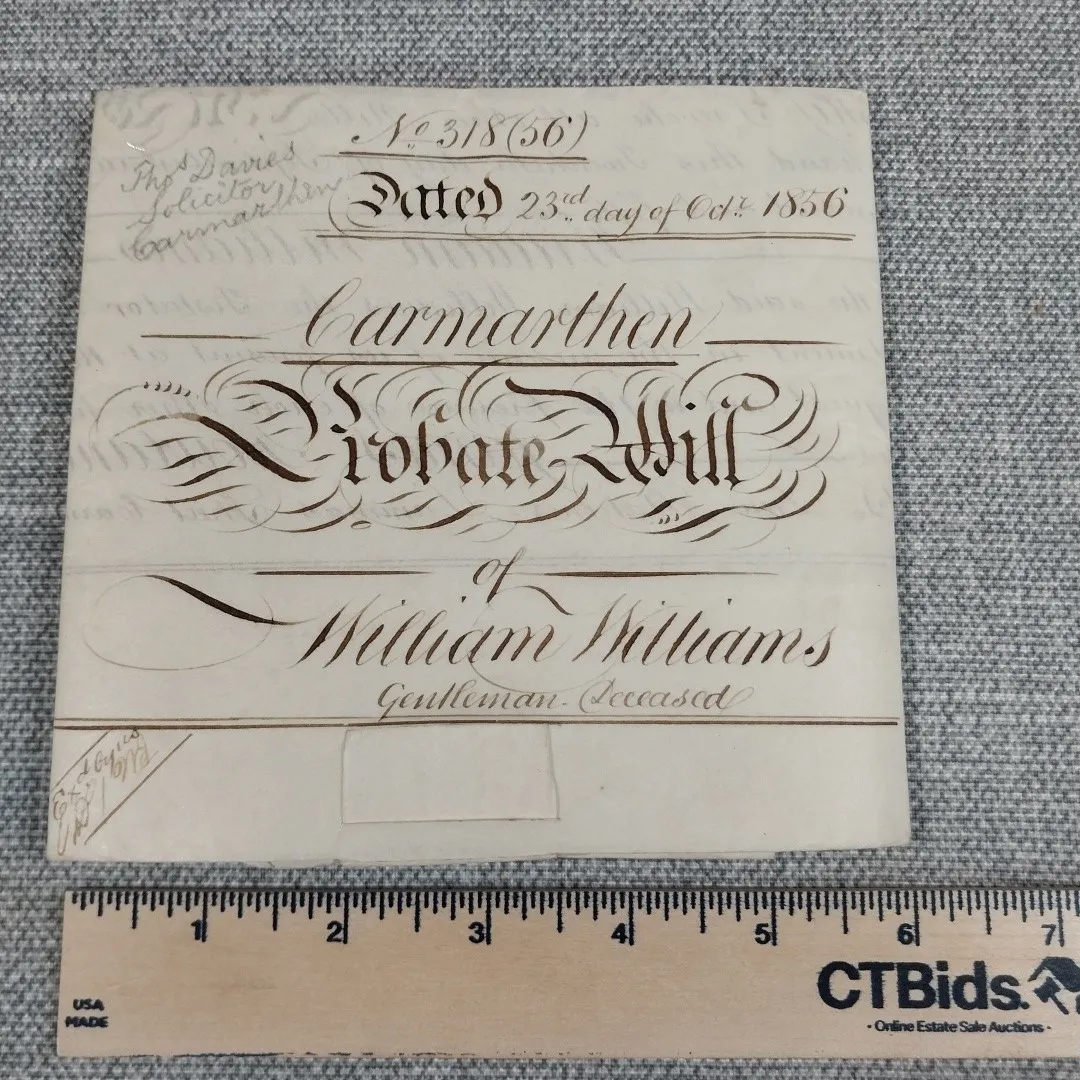 Nº 318 (56)
Thos Davies
Solicitor
Carmarthen
Dated 23rd day of Octr 1856
Carmarthen
Probate Will
of
William Williams
Gentleman Deceased
1 2 3 4 5 6 7
USA
MADE
CTBids.
- Online Estate Sale Auctions -